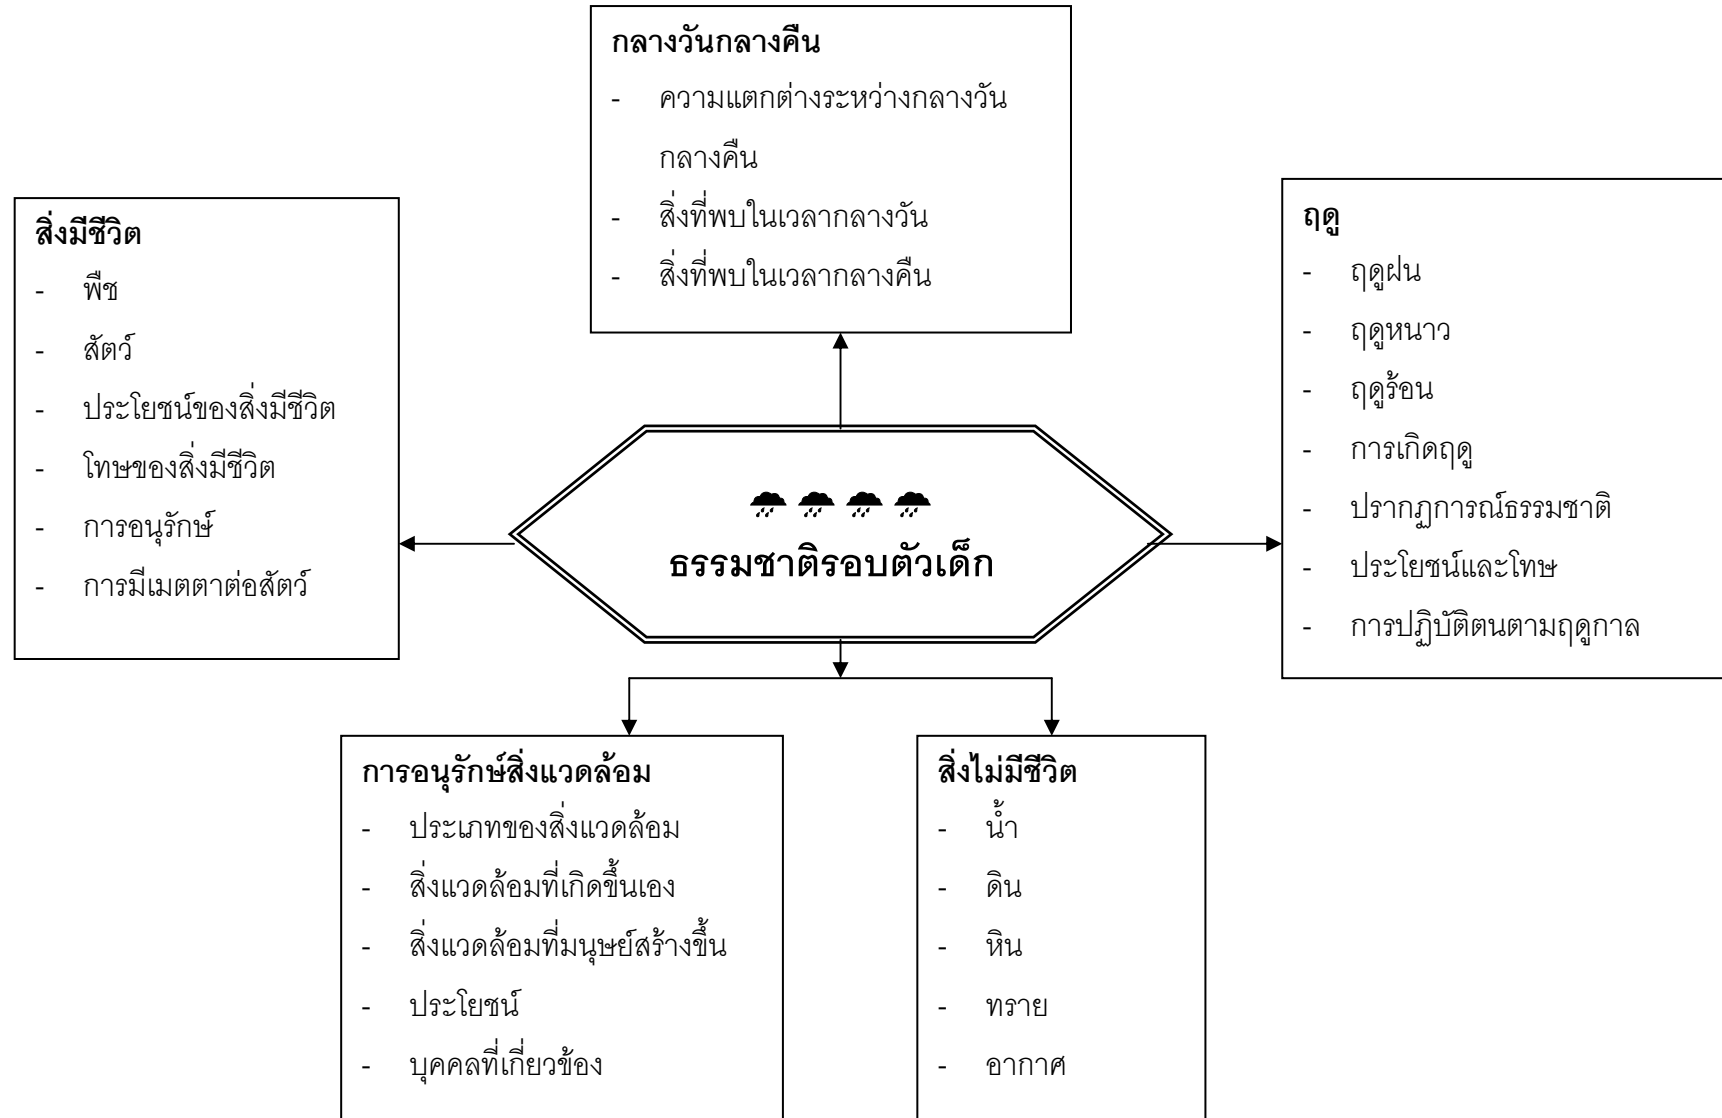 กลางวันกลางคืน
- ความแตกต่างระหว่างกลางวัน
กลางคืน
- สิ่งที่พบในเวลากลางวัน
- สิ่งที่พบในเวลากลางคืน
สิ่งมีชีวิต
- พืช
- สัตว์
- ประโยชน์ของสิ่งมีชีวิต
- โทษของสิ่งมีชีวิต
- การอนุรักษ์
- การมีเมตตาต่อสัตว์
ฤดู
- ฤดูฝน
- ฤดูหนาว
- ฤดูร้อน
- การเกิดฤดู
- ปรากฏการณ์ธรรมชาติ
- ประโยชน์และโทษ
- การปฏิบัติตนตามฤดูกาล
ธรรมชาติรอบตัวเด็ก
การอนุรักษ์สิ่งแวดล้อม
- ประเภทของสิ่งแวดล้อม
- สิ่งแวดล้อมที่เกิดขึ้นเอง
- สิ่งแวดล้อมที่มนุษย์สร้างขึ้น
- ประโยชน์
- บุคคลที่เกี่ยวข้อง
สิ่งไม่มีชีวิต
- น้ำ
- ดิน
- หิน
- ทราย
- อากาศ